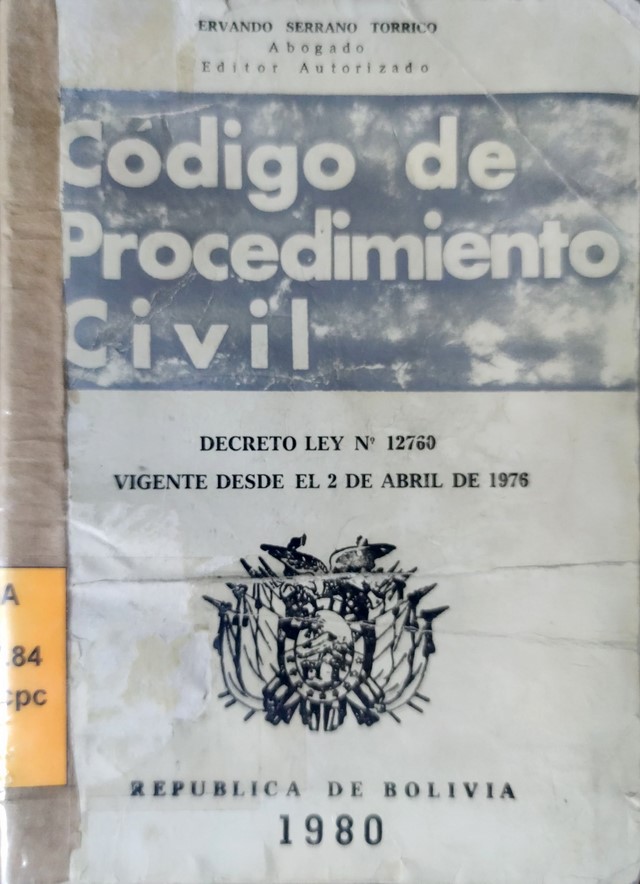 ERVANDO SERRANO TORRICO
Abogado
Editor Autorizado
Código de
Procedimiento
Civil
DECRETO LEY Nº 12760
VIGENTE DESDE EL 2 DE ABRIL DE 1976
A
.84
cpc
REPUBLICA DE BOLIVIA
1980